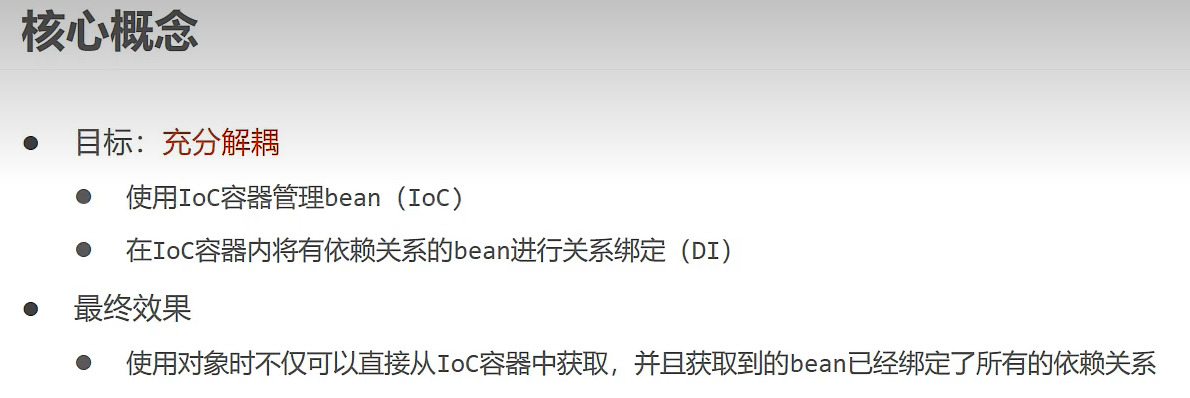 核心概念
● 目标：充分解耦
● 使用IoC容器管理bean（IoC）
● 在IoC容器内将有依赖关系的bean进行关系绑定（DI）
● 最终效果
● 使用对象时不仅可以直接从IoC容器中获取，并且获取到的bean已经绑定了所有的依赖关系